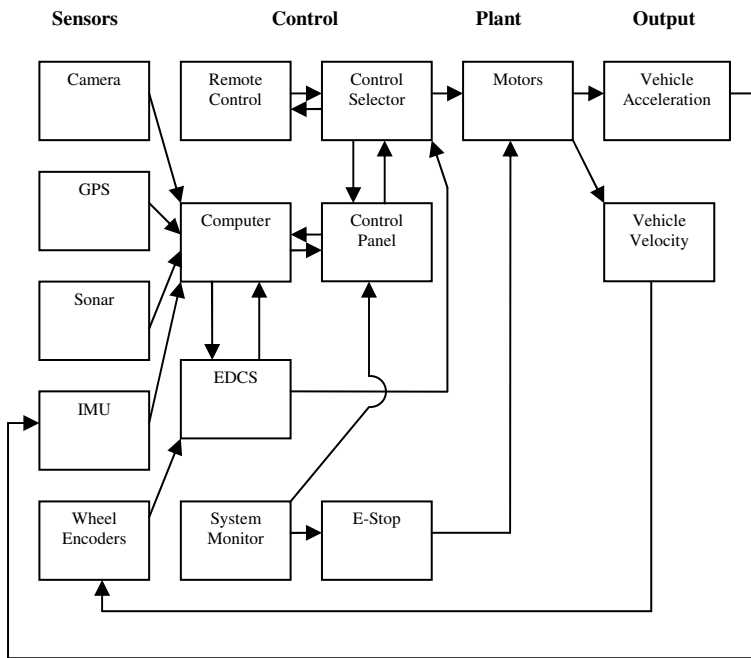 Sensors Control Plant Output
Camera
Remote
Control
Control
Selector
Motors
Vehicle
Acceleration
GPS
Computer
Control
Panel
Vehicle
Velocity
Sonar
EDCS
IMU
Wheel
Encoders
System
Monitor
E-Stop